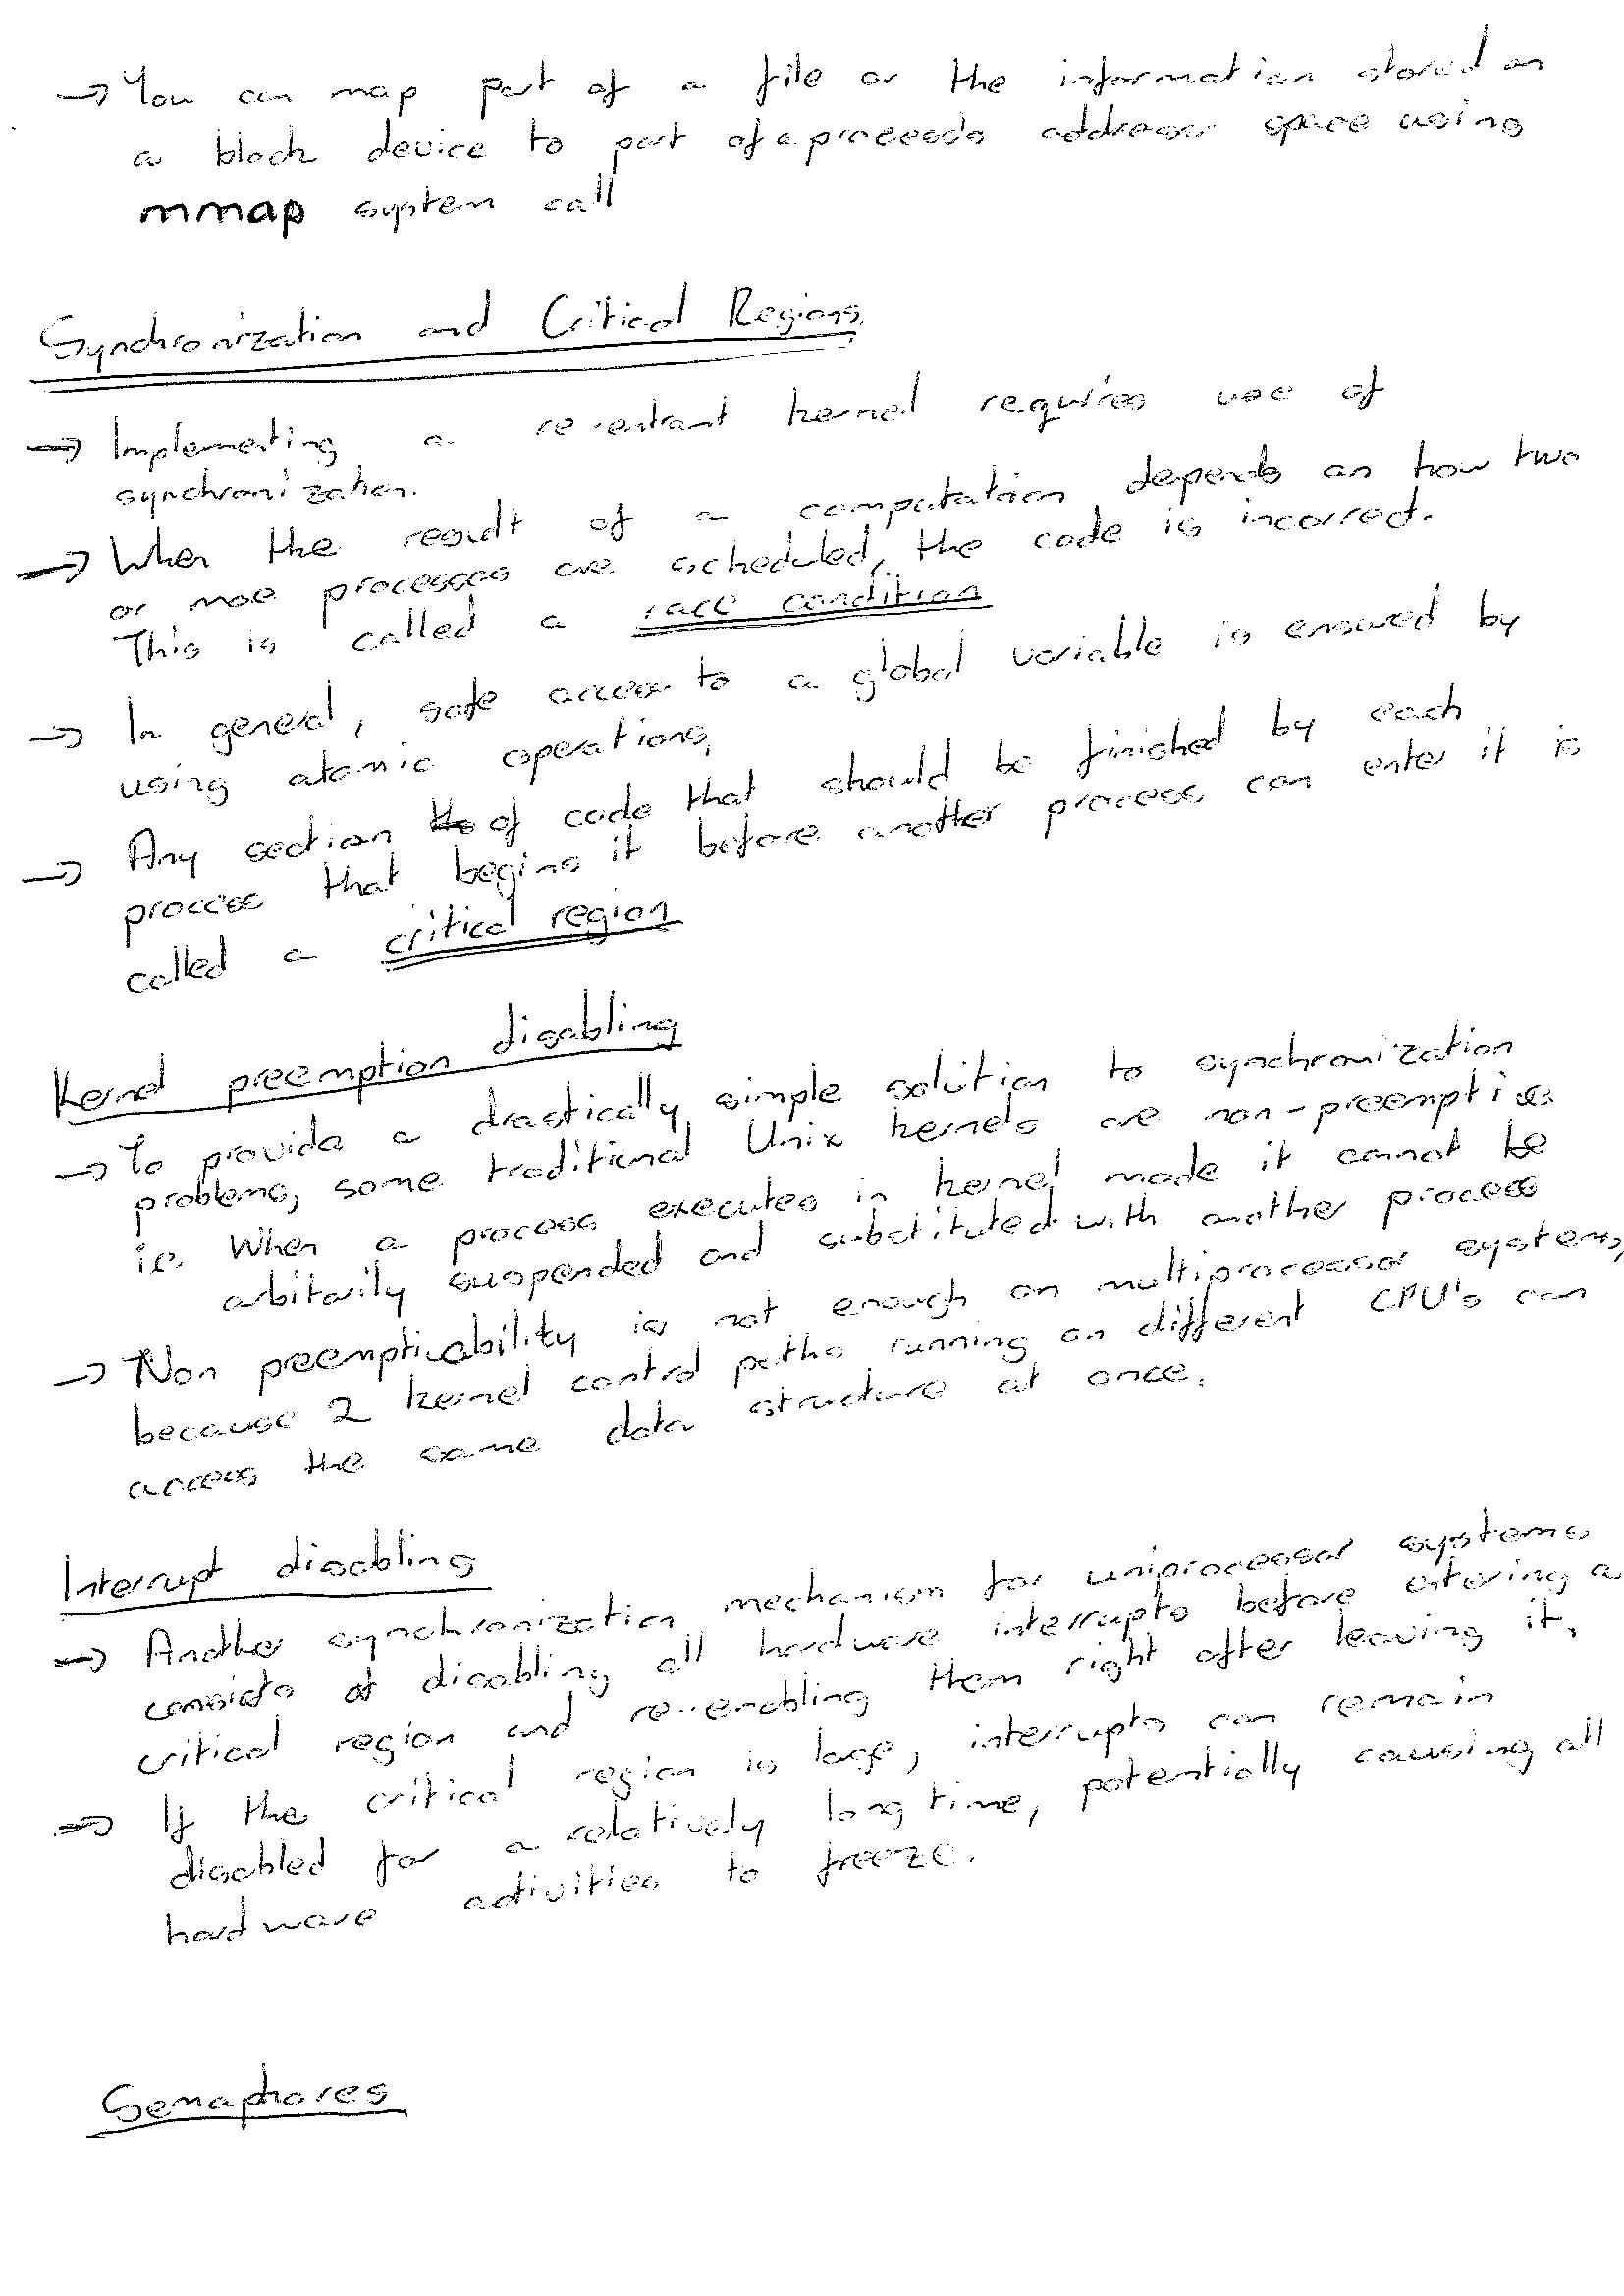 → You can map part of a file or the information stored on
a block device to part of a process's address space using
mmap system call
Synchronization and Critical Regions
→ Implementing a re-entrant kernel requires use of
synchronization.
→ When the result of a computation depends on how two
or more processes are scheduled, the code is incorrect.
This is called a race condition
→ In general, safe access to a global variable is ensured by
using atomic operations.
→ Any section of code that should be finished by each
process that begins it before another process can enter it is
called a critical region
Kernel preemption disabling
→ To provide a drastically simple solution to synchronization
problems, some traditional Unix kernels are non-preemptive
i.e. When a process executes in kernel mode it cannot be
arbitarily suspended and substituted with another process
→ Non preempticability is not enough on multiprocessor systems,
because 2 kernel control paths running on different CPU's can
access the same data structure at once.
Interrupt disabling
→ Another synchronization mechanism for uniprocessor systems
consists of disabling all hardware interrupts before entering a
critical region and re-enabling them right after leaving it.
→ If the critical region is large, interrupts can remain
disabled for a relatively long time, potentially causing all
hardware activities to freeze.
Semaphores